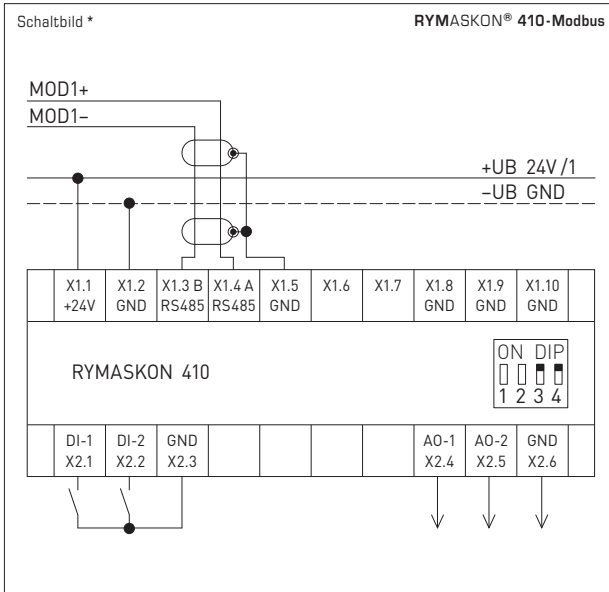 Schaltbild * RYMASKON® 410-Modbus
MOD1+
MOD1–
+UB 24V/1
–UB GND
X1.1 X1.2 X1.3 B X1.4 A X1.5 X1.6 X1.7 X1.8 X1.9 X1.10
+24V GND RS485 RS485 GND GND GND GND
RYMASKON 410
ON DIP
1 2 3 4
DI-1 DI-2 GND AO-1 AO-2 GND
X2.1 X2.2 X2.3 X2.4 X2.5 X2.6